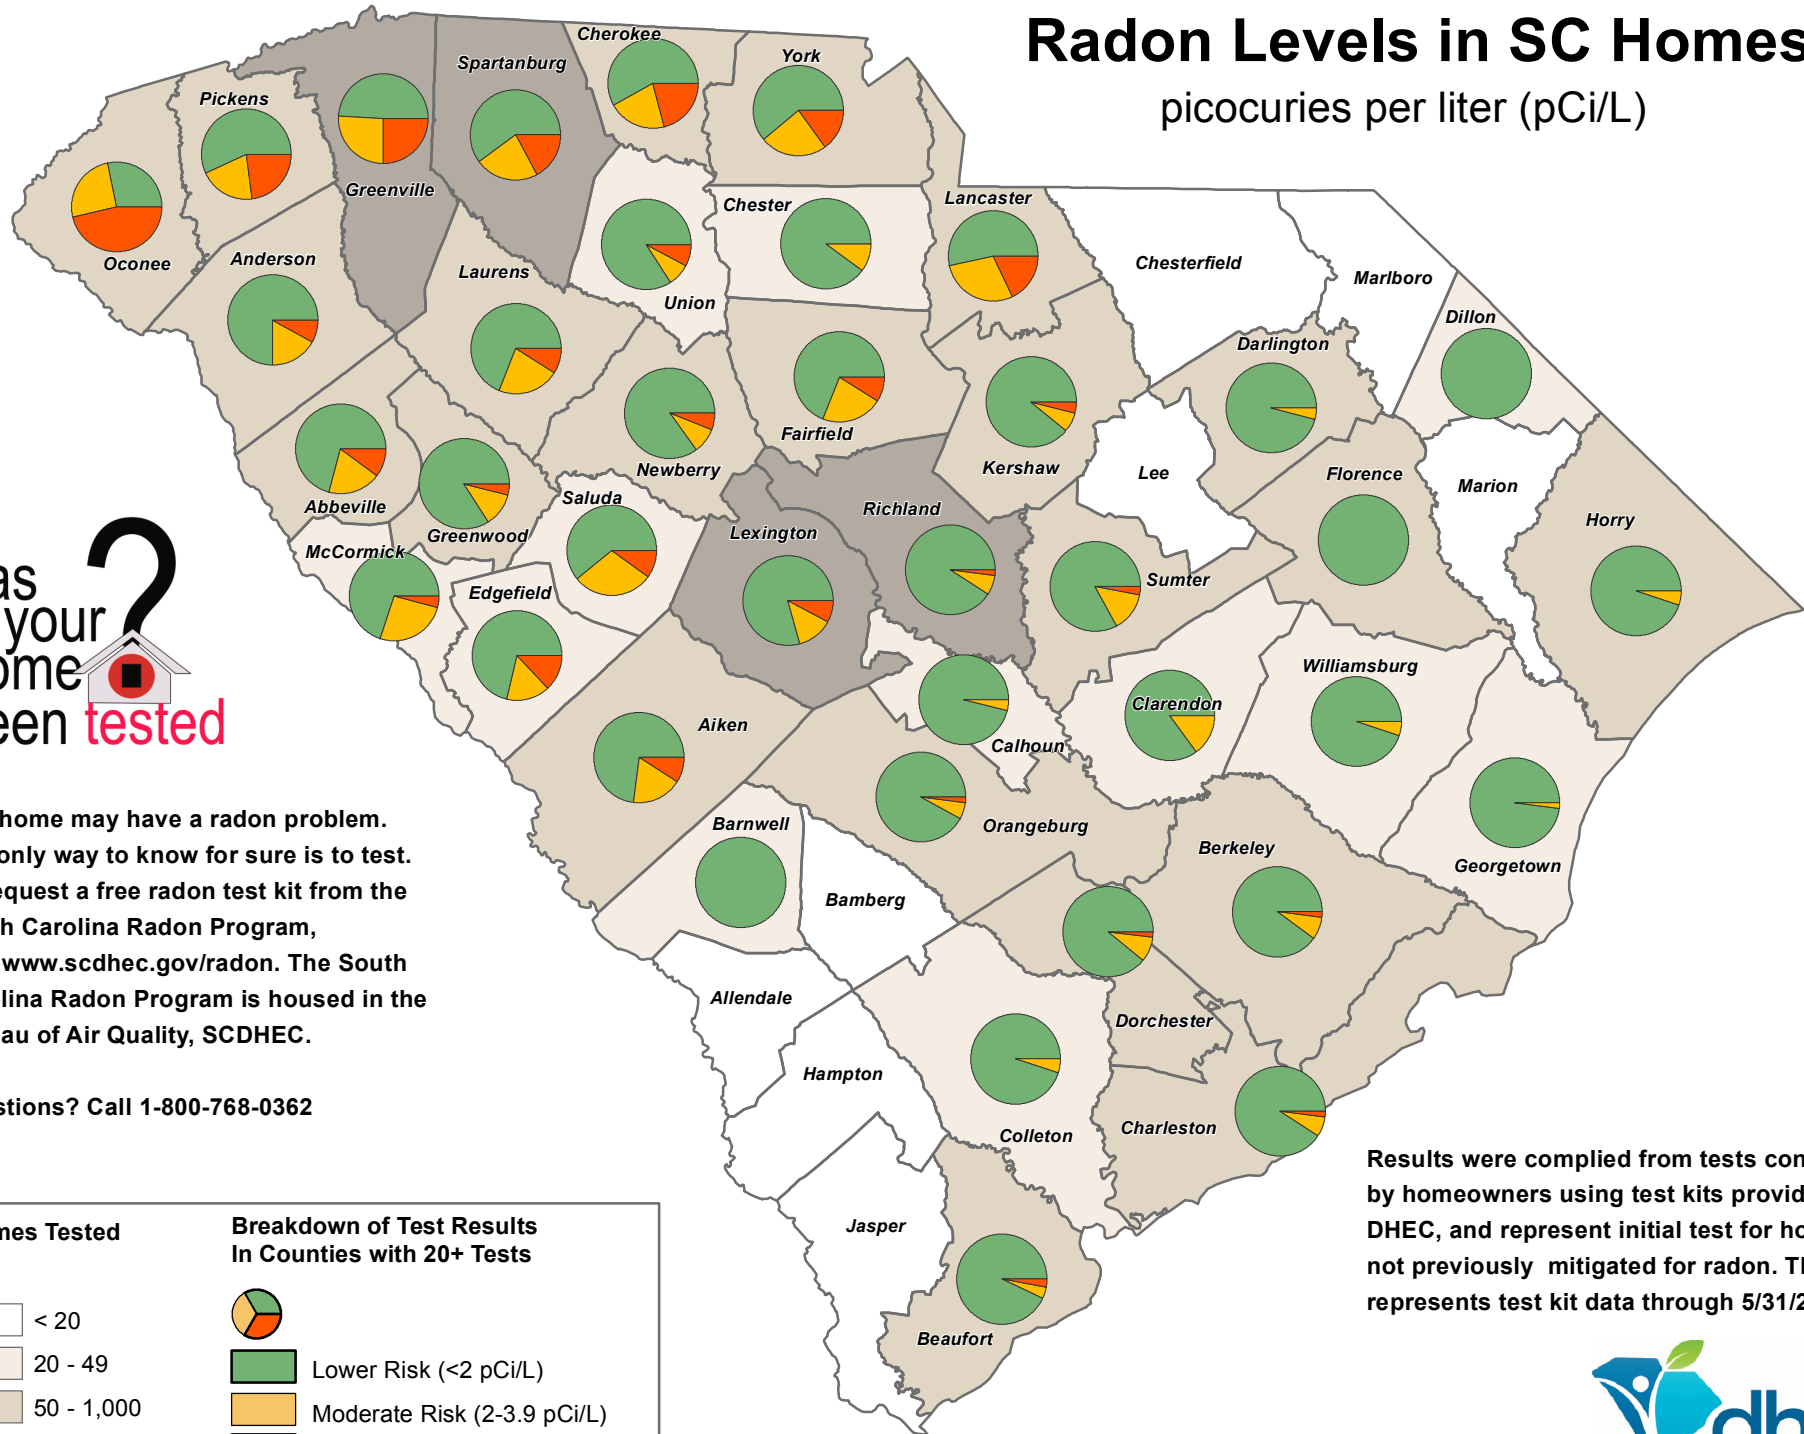 Radon Levels in SC Homes
picocuries per liter (pCi/L)
Cherokee
York
Spartanburg
Pickens
Greenville
Oconee
Anderson
Laurens
Union
Chester
Lancaster
Chesterfield
Marlboro
Dillon
Darlington
Fairfield
Newberry
Kershaw
Lee
Florence
Marion
Horry
Abbeville
Greenwood
Saluda
Lexington
Richland
McCormick
Edgefield
Sumter
Clarendon
Williamsburg
Aiken
Calhoun
Orangeburg
Barnwell
Bamberg
Berkeley
Georgetown
Allendale
Dorchester
Hampton
Colleton
Charleston
Jasper
Beaufort
as
your
ome
een tested
?
home may have a radon problem.
only way to know for sure is to test.
equest a free radon test kit from the
h Carolina Radon Program,
www.scdhec.gov/radon. The South
lina Radon Program is housed in the
au of Air Quality, SCDHEC.
stions? Call 1-800-768-0362
mes Tested
< 20
20 - 49
50 - 1,000
Breakdown of Test Results
In Counties with 20+ Tests
Lower Risk (<2 pCi/L)
Moderate Risk (2-3.9 pCi/L)
Results were complied from tests con
by homeowners using test kits provid
DHEC, and represent initial test for ho
not previously mitigated for radon. T
represents test kit data through 5/31/2
dh